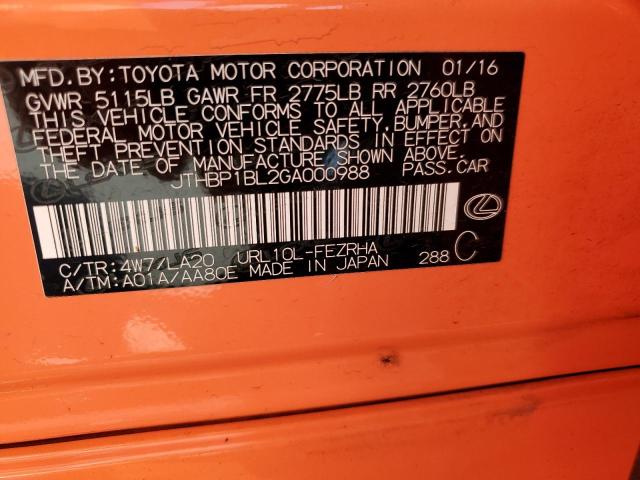 MFD.BY:TOYOTA MOTOR CORPORATION 01/16
GVWR 5115LB GAWR FR 2775LB RR 2760LB
THIS VEHICLE CONFORMS TO ALL APPLICABLE
FEDERAL MOTOR VEHICLE SAFETY,BUMPER,AND
THEFT PREVENTION STANDARDS IN EFFECT ON
THE DATE OF MANUFACTURE SHOWN ABOVE.
JTHBP1BL2GA000988 PASS.CAR
C/TR:4W7/LA20 URL10L-FEZRHA
A/TM:A01A/AA80E MADE IN JAPAN 288 C